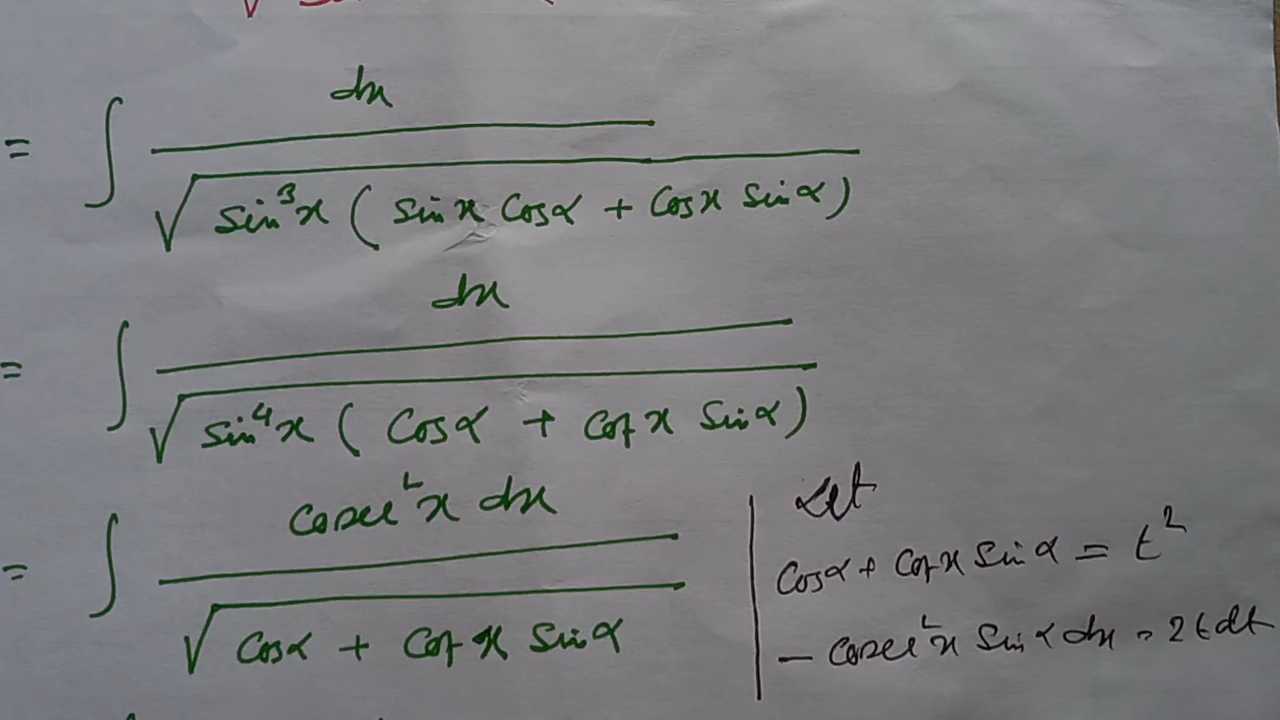 = ∫ dx / √(sin³x (sin x cosα + cosx sinα))
= ∫ dx / √(sin⁴x (cosα + cotx sinα))
= ∫ cosec²x dx / √(cosα + cotx sinα)
Let
cosα + cotx sinα = t²
− cosec²x sinα dx = 2t dt